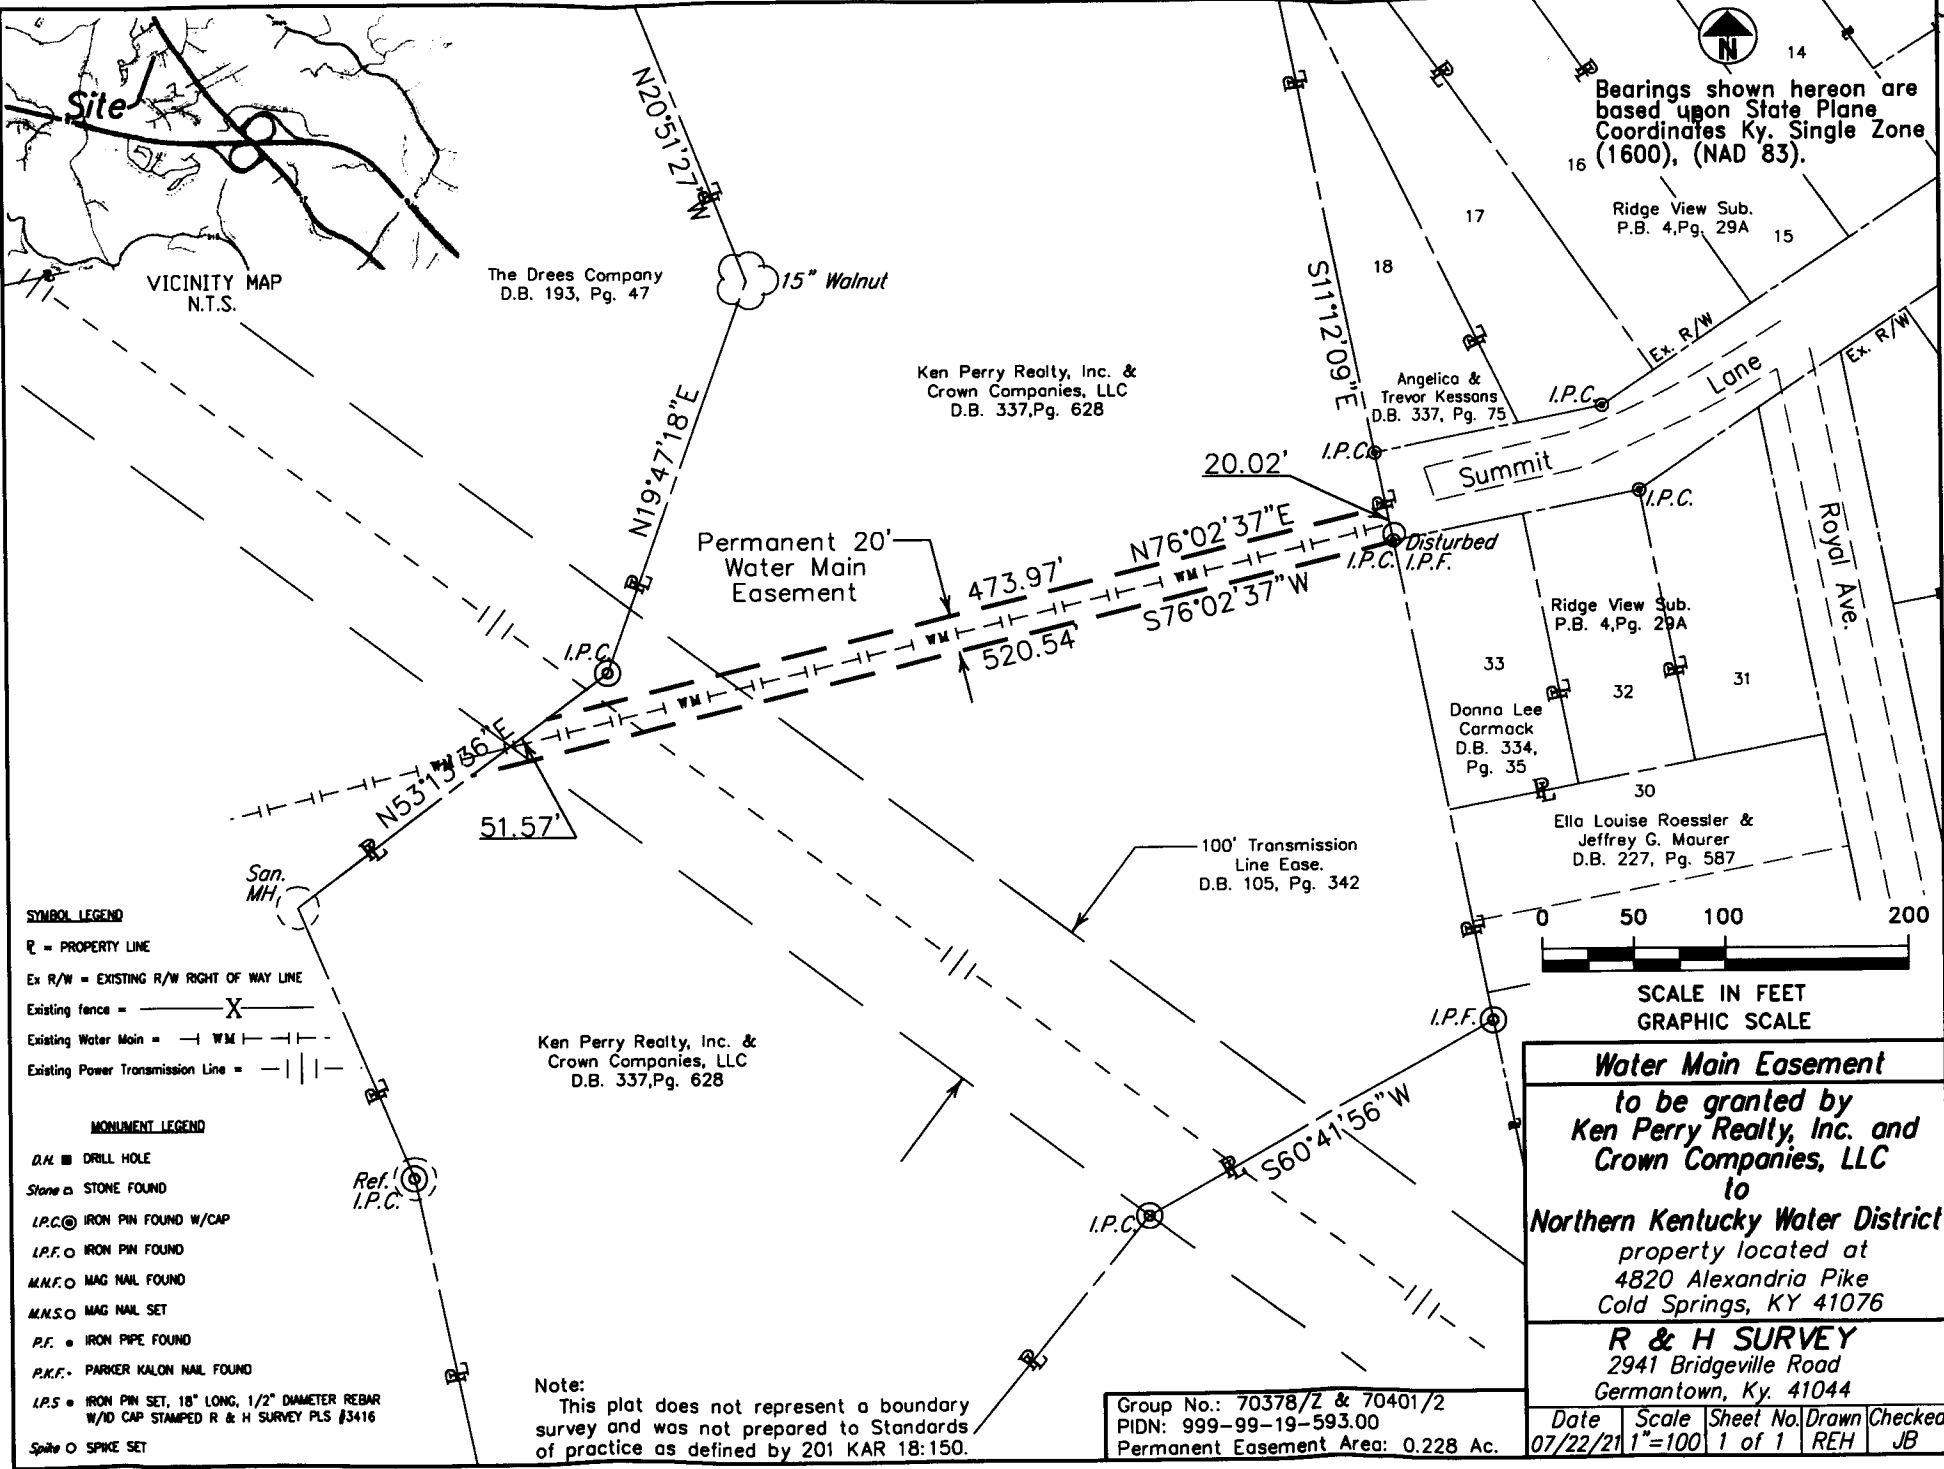 Site
VICINITY MAP
N.T.S.
N20°51'27"W
The Drees Company
D.B. 193, Pg. 47
15" Walnut
N19°47'18"E
Ken Perry Realty, Inc. &
Crown Companies, LLC
D.B. 337,Pg. 628
S11°12'09"E
N
Bearings shown hereon are
based upon State Plane
Coordinates Ky. Single Zone
(1600), (NAD 83).
14
16
17
18
15
Ridge View Sub.
P.B. 4,Pg. 29A
Angelica &
Trevor Kessans
D.B. 337, Pg. 75
Ex. R/W
Ex. R/W
I.P.C.
I.P.C.
I.P.C.
Summit Lane
Royal Ave.
20.02'
Disturbed
I.P.C. I.P.F.
Permanent 20'
Water Main
Easement
473.97'
N76°02'37"E
WM
WM
WM
WM
520.54'
S76°02'37"W
I.P.C.
N53°13'36"E
51.57'
San.
MH
Ridge View Sub.
P.B. 4,Pg. 29A
33
32
31
Donna Lee
Carmack
D.B. 334,
Pg. 35
30
Ella Louise Roessler &
Jeffrey G. Maurer
D.B. 227, Pg. 587
100' Transmission
Line Ease.
D.B. 105, Pg. 342
0 50 100 200
SCALE IN FEET
GRAPHIC SCALE
I.P.F.
S60°41'56"W
I.P.C.
Ken Perry Realty, Inc. &
Crown Companies, LLC
D.B. 337,Pg. 628
Ref.
I.P.C.
SYMBOL LEGEND
PL = PROPERTY LINE
Ex R/W = EXISTING R/W RIGHT OF WAY LINE
Existing fence = X
Existing Water Main = WM
Existing Power Transmission Line =
MONUMENT LEGEND
D.H. DRILL HOLE
Stone STONE FOUND
I.P.C. IRON PIN FOUND W/CAP
I.P.F. IRON PIN FOUND
M.N.F. MAG NAIL FOUND
M.N.S. MAG NAIL SET
P.F. IRON PIPE FOUND
P.K.F. PARKER KALON NAIL FOUND
I.P.S IRON PIN SET, 18" LONG, 1/2" DIAMETER REBAR
W/ID CAP STAMPED R & H SURVEY PLS #3416
Spike SPIKE SET
Note:
This plat does not represent a boundary
survey and was not prepared to Standards
of practice as defined by 201 KAR 18:150.
Group No.: 70378/Z & 70401/2
PIDN: 999-99-19-593.00
Permanent Easement Area: 0.228 Ac.
Water Main Easement
to be granted by
Ken Perry Realty, Inc. and
Crown Companies, LLC
to
Northern Kentucky Water District
property located at
4820 Alexandria Pike
Cold Springs, KY 41076
R & H SURVEY
2941 Bridgeville Road
Germantown, Ky. 41044
Date Scale Sheet No. Drawn Checked
07/22/21 1"=100 1 of 1 REH JB